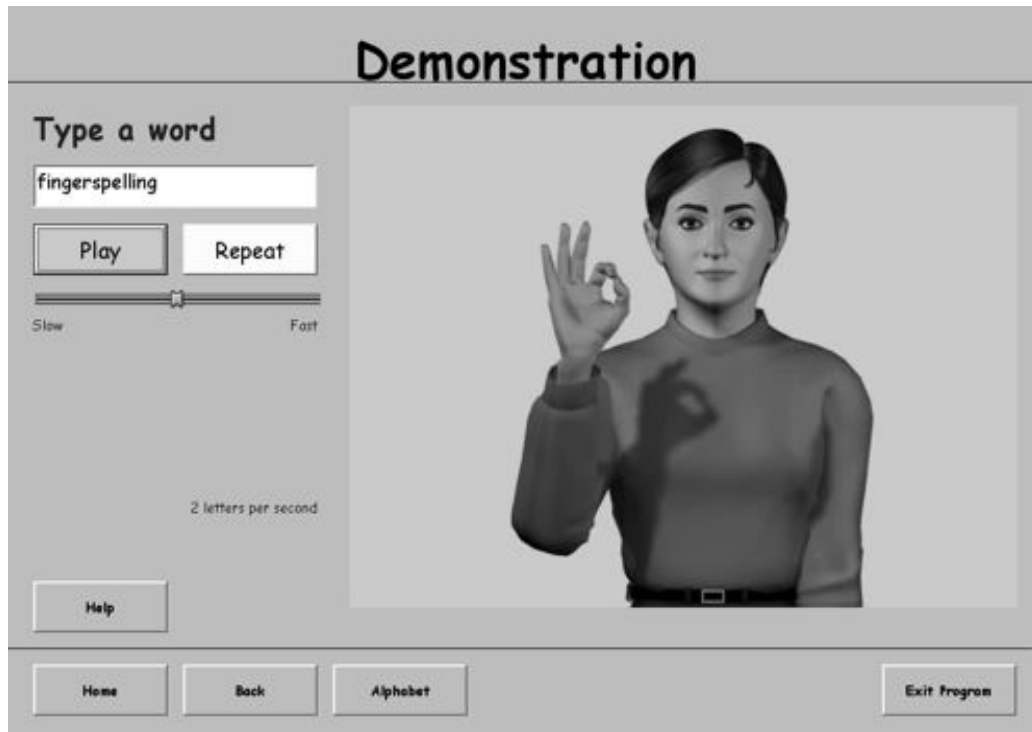 Demonstration
Type a word
fingerspelling
Play Repeat
Slow Fast
2 letters per second
Help
Home Back Alphabet Exit Program